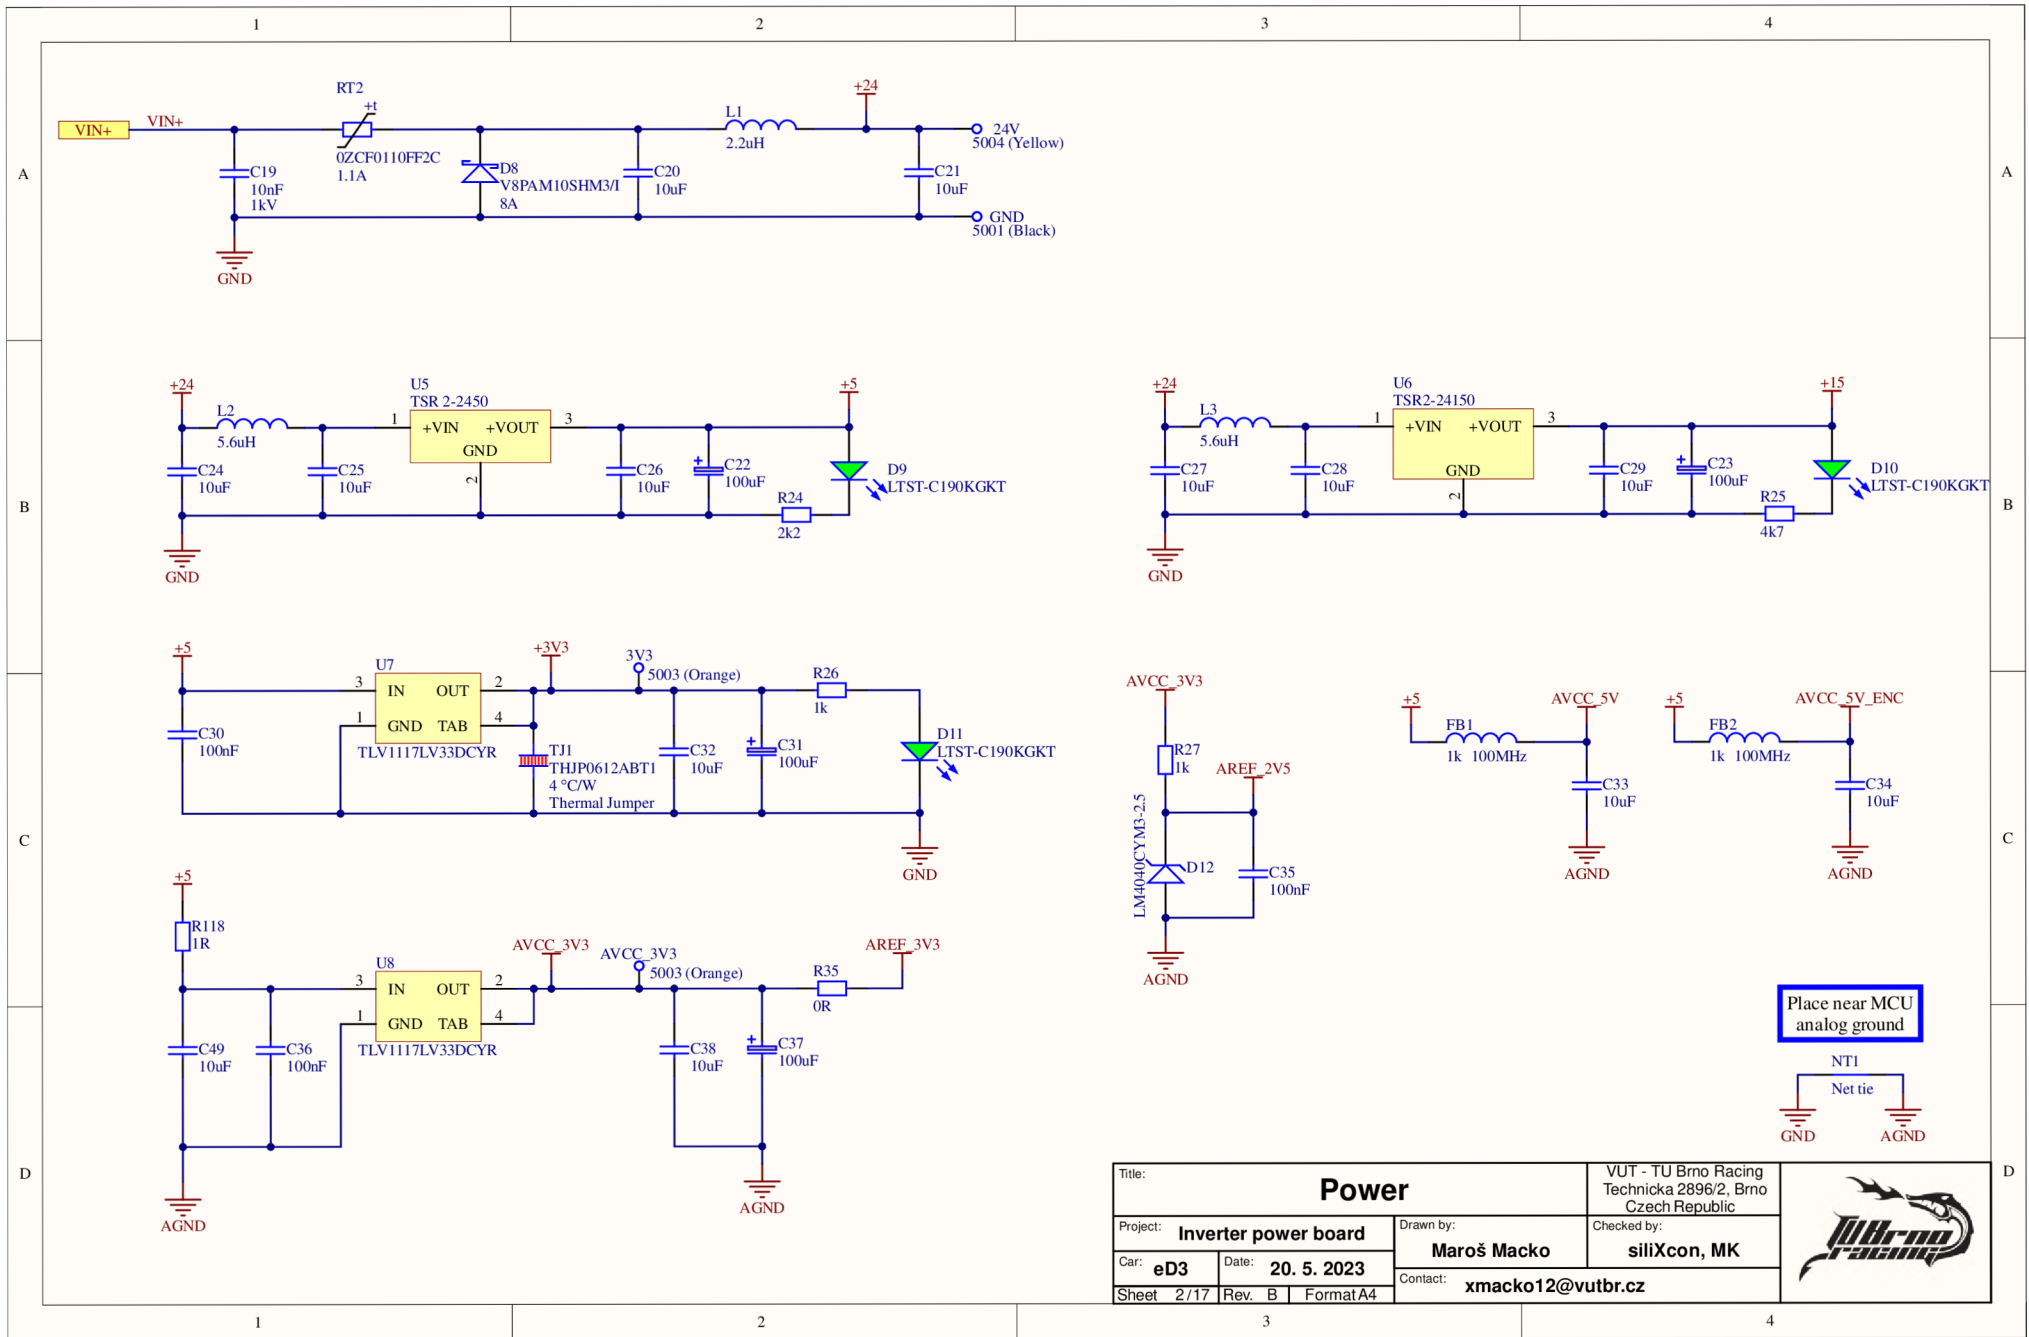 1 2 3 4
A
VIN+
VIN+
RT2
+t
0ZCF0110FF2C
1.1A
C19
10nF
1kV
GND
D8
V8PAM10SHM3/I
8A
C20
10uF
L1
2.2uH
+24
C21
10uF
24V
5004 (Yellow)
GND
5001 (Black)
A
B
+24
L2
5.6uH
C24
10uF
C25
10uF
GND
U5
TSR 2-2450
1 +VIN +VOUT 3
GND
2
C26
10uF
C22
100uF
+
R24
2k2
+5
D9
LTST-C190KGKT
+24
L3
5.6uH
C27
10uF
C28
10uF
GND
U6
TSR2-24150
1 +VIN +VOUT 3
GND
2
C29
10uF
C23
100uF
+
R25
4k7
+15
D10
LTST-C190KGKT
B
C
+5
C30
100nF
U7
3 IN OUT 2
1 GND TAB 4
TLV1117LV33DCYR
+3V3
TJ1
THJP0612ABT1
4 °C/W
Thermal Jumper
3V3
5003 (Orange)
C32
10uF
C31
100uF
+
R26
1k
D11
LTST-C190KGKT
GND
AVCC_3V3
R27
1k
AREF_2V5
LM4040CYM3-2.5
D12
C35
100nF
AGND
+5
FB1
1k 100MHz
AVCC_5V
C33
10uF
AGND
+5
FB2
1k 100MHz
AVCC_5V_ENC
C34
10uF
AGND
C
D
+5
R118
1R
C49
10uF
C36
100nF
AGND
U8
3 IN OUT 2
1 GND TAB 4
TLV1117LV33DCYR
AVCC_3V3
AVCC_3V3
5003 (Orange)
C38
10uF
C37
100uF
+
R35
0R
AREF_3V3
AGND
Place near MCU
analog ground
NT1
Net tie
GND AGND
D
Title:
Power
VUT - TU Brno Racing
Technicka 2896/2, Brno
Czech Republic
Project: Inverter power board
Drawn by:
Maroš Macko
Checked by:
siliXcon, MK
Car: eD3
Date: 20. 5. 2023
Contact: xmacko12@vutbr.cz
Sheet 2/17 Rev. B Format A4
TU Brno
racing
1 2 3 4